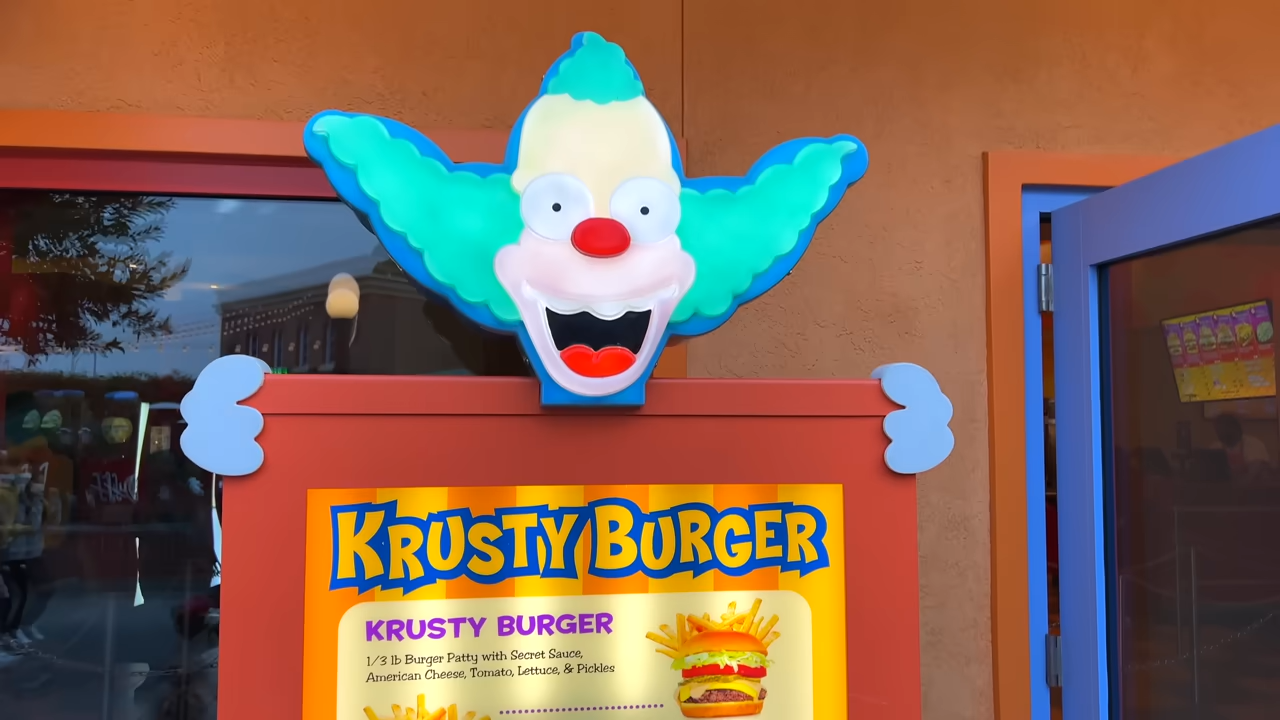 KRUSTY BURGER
KRUSTY BURGER
1/3 lb Burger Patty with Secret Sauce,
American Cheese, Tomato, Lettuce, & Pickles